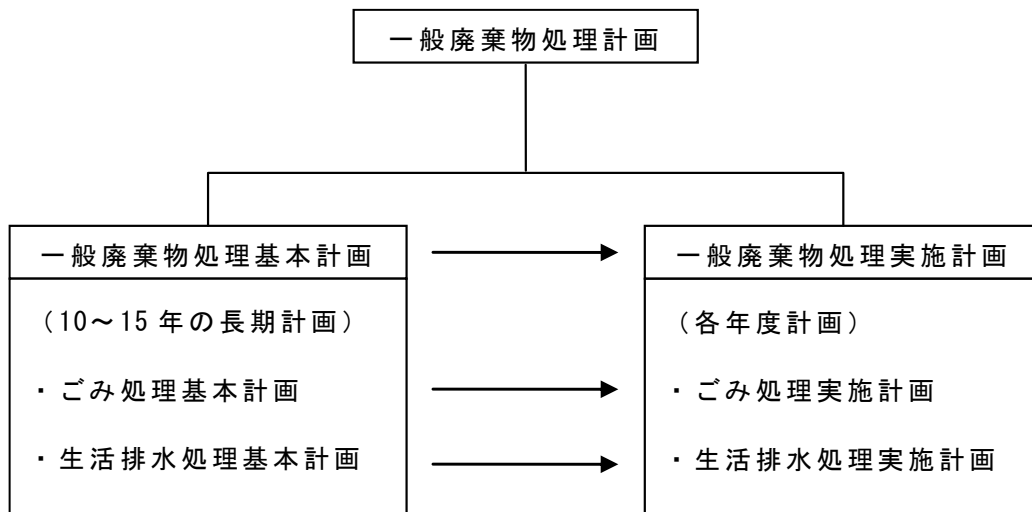 一般廃棄物処理計画
一般廃棄物処理基本計画
（10～15年の長期計画）
・ごみ処理基本計画
・生活排水処理基本計画
一般廃棄物処理実施計画
（各年度計画）
・ごみ処理実施計画
・生活排水処理実施計画